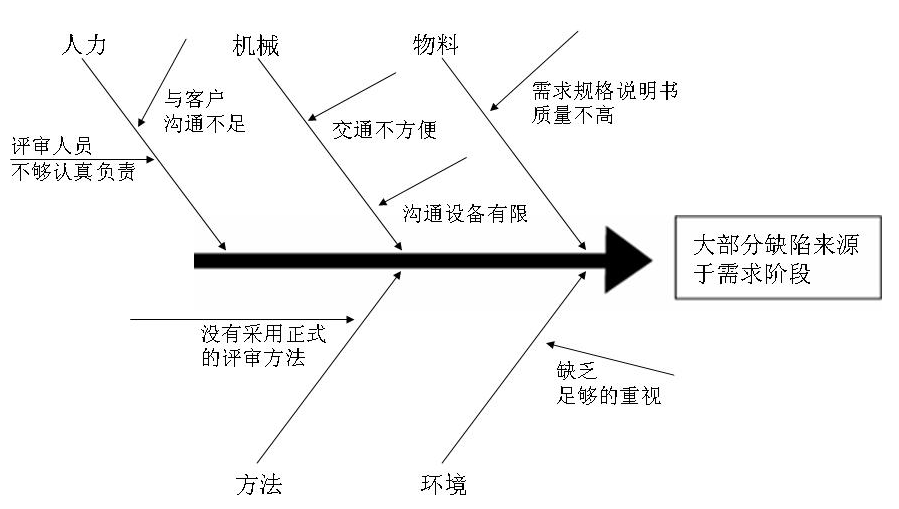 人力
机械
物料
与客户
沟通不足
评审人员
不够认真负责
交通不方便
沟通设备有限
需求规格说明书
质量不高
大部分缺陷来源
于需求阶段
没有采用正式
的评审方法
缺乏
足够的重视
方法
环境